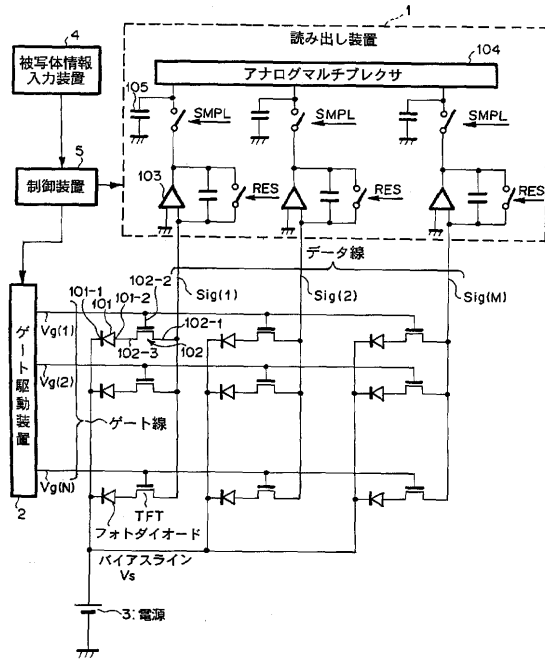 1
4
被写体情報
入力装置
読み出し装置
104
アナログマルチプレクサ
105
SMPL
SMPL
SMPL
5
制御装置
103
RES
RES
RES
データ線
102-2
101-1
101
101-2
Sig(1)
Sig(2)
Sig(M)
Vg(1)
102-1
102-3
102
Vg(2)
ゲート駆動装置
ゲート線
Vg(N)
2
TFT
フォトダイオード
バイアスライン
Vs
3:電源